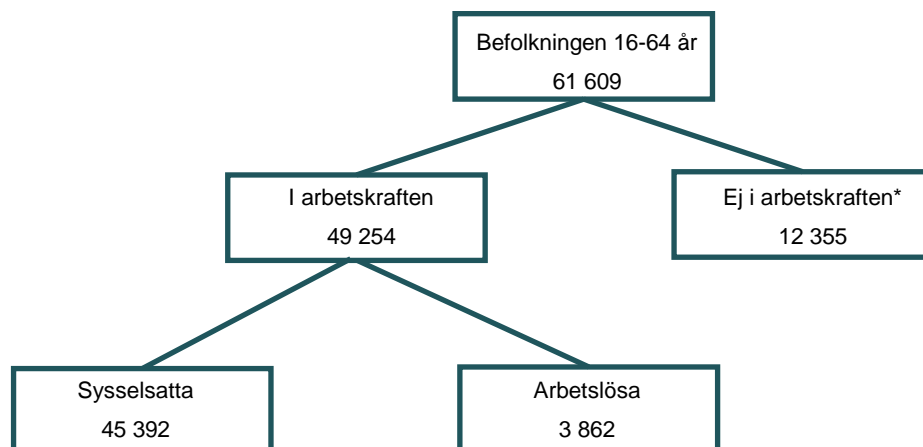 Befolkningen 16-64 år
61 609
I arbetskraften
49 254
Ej i arbetskraften*
12 355
Sysselsatta
45 392
Arbetslösa
3 862